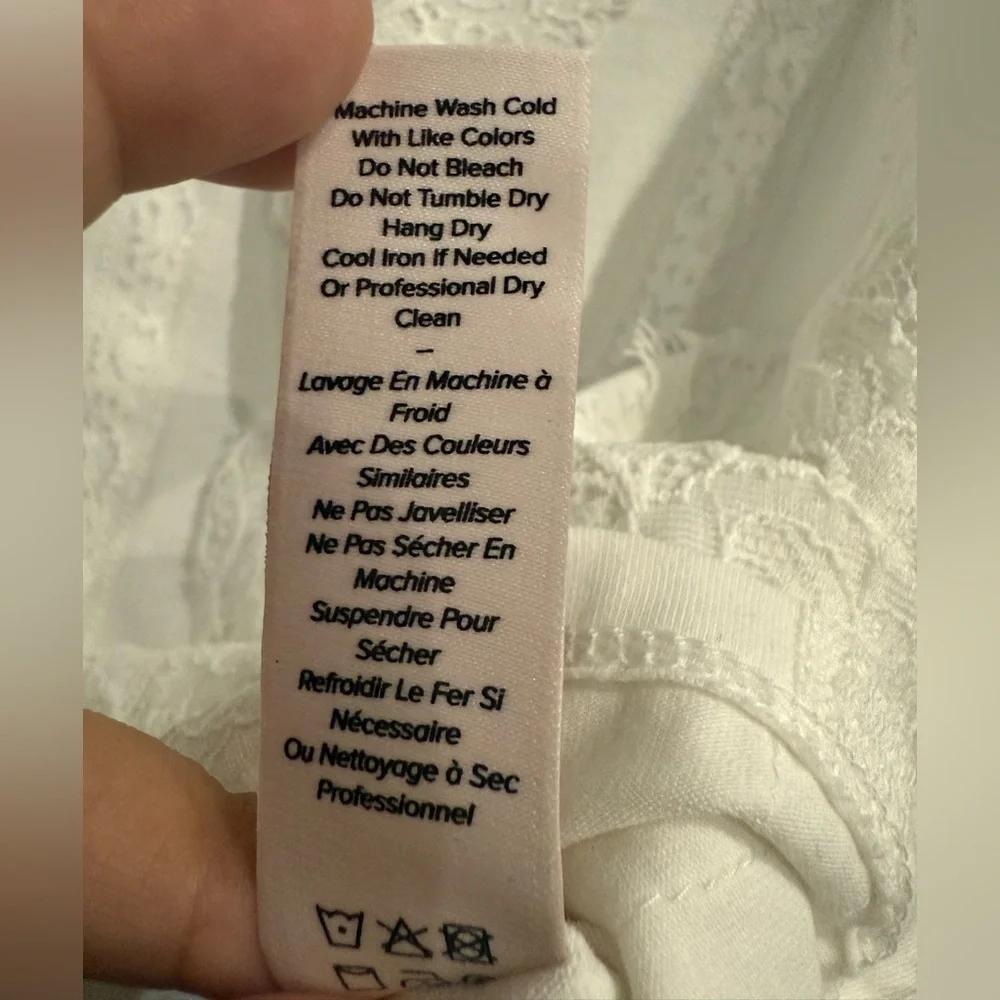 Machine Wash Cold
With Like Colors
Do Not Bleach
Do Not Tumble Dry
Hang Dry
Cool Iron If Needed
Or Professional Dry
Clean
–
Lavage En Machine à
Froid
Avec Des Couleurs
Similaires
Ne Pas Javelliser
Ne Pas Sécher En
Machine
Suspendre Pour
Sécher
Refroidir Le Fer Si
Nécessaire
Ou Nettoyage à Sec
Professionnel